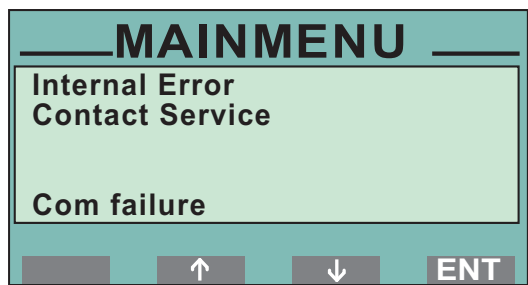 MAINMENU
Internal Error
Contact Service
Com failure
↑ ↓ ENT